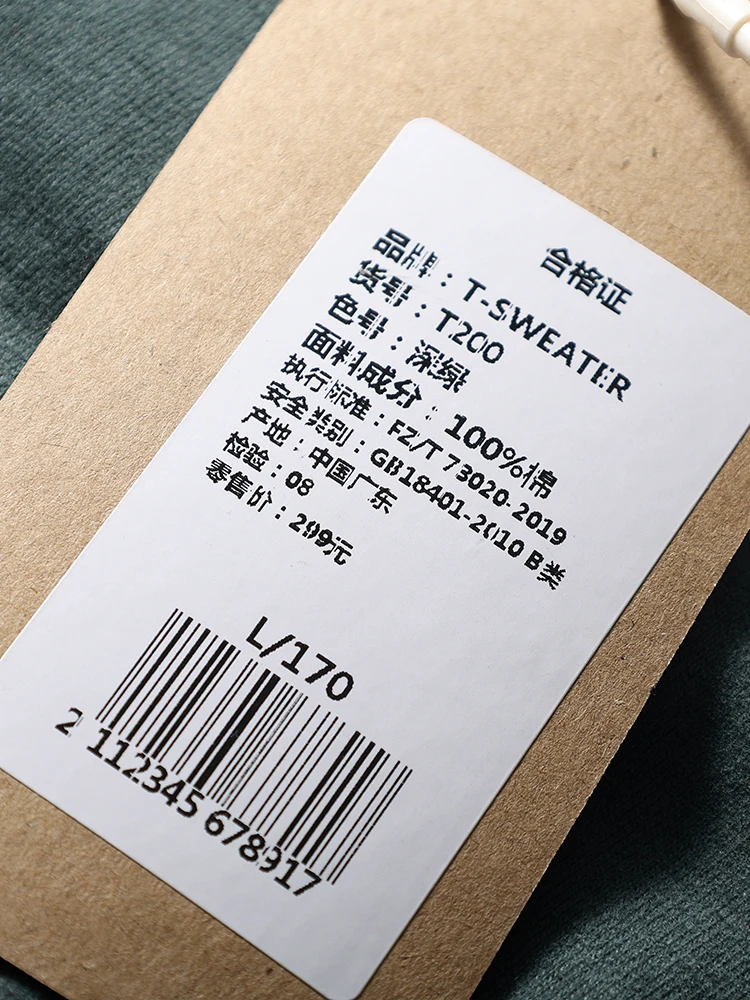 合格证
品牌：T-SWEATER
货号：T200
色号：深绿
面料成分：100%棉
执行标准：FZ/T 73020-2019
安全类别：GB18401-2010 B类
产地：中国广东
检验：08
零售价：299元
L/170
2 112345 678917